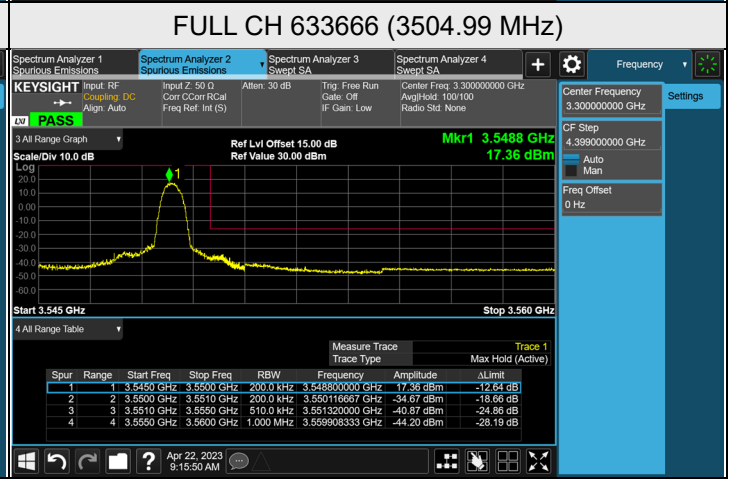 FULL CH 633666 (3504.99 MHz)
Spectrum Analyzer 1
Spurious Emissions
Spectrum Analyzer 2
Spurious Emissions
Spectrum Analyzer 3
Swept SA
Spectrum Analyzer 4
Swept SA
+
Frequency
KEYSIGHT
Input: RF
Coupling: DC
Align: Auto
Input Z: 50 Ω
Corr CCorr RCal
Freq Ref: Int (S)
Atten: 30 dB
Trig: Free Run
Gate: Off
IF Gain: Low
Center Freq: 3.300000000 GHz
Avg|Hold: 100/100
Radio Std: None
LXI PASS
Center Frequency
3.300000000 GHz
Settings
CF Step
4.399000000 GHz
Auto
Man
Freq Offset
0 Hz
3 All Range Graph
Scale/Div 10.0 dB
Ref Lvl Offset 15.00 dB
Ref Value 30.00 dBm
Mkr1 3.5488 GHz
17.36 dBm
Log
20.0
10.0
0.00
-10.0
-20.0
-30.0
-40.0
-50.0
-60.0
1
Start 3.545 GHz
Stop 3.560 GHz
4 All Range Table
Measure Trace Trace 1
Trace Type Max Hold (Active)
Spur Range Start Freq Stop Freq RBW Frequency Amplitude ΔLimit
1 1 3.5450 GHz 3.5500 GHz 200.0 kHz 3.548800000 GHz 17.36 dBm -12.64 dB
2 2 3.5500 GHz 3.5510 GHz 200.0 kHz 3.550116667 GHz -34.67 dBm -18.66 dB
3 3 3.5510 GHz 3.5550 GHz 510.0 kHz 3.551320000 GHz -40.87 dBm -24.86 dB
4 4 3.5550 GHz 3.5600 GHz 1.000 MHz 3.559908333 GHz -44.20 dBm -28.19 dB
?
Apr 22, 2023
9:15:50 AM